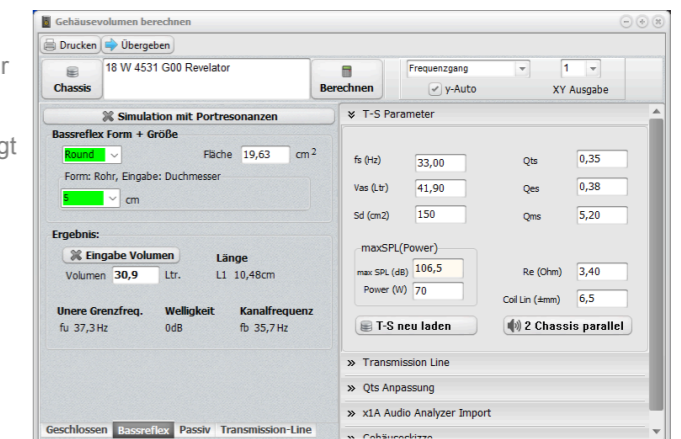 r
gt
Gehäusevolumen berechnen
Drucken Übergeben
Chassis
18 W 4531 G00 Revelator
Berechnen
Frequenzgang
1
y-Auto
XY Ausgabe
Simulation mit Portresonanzen
Bassreflex Form + Größe
Round
Fläche 19,63 cm2
Form: Rohr, Eingabe: Duchmesser
5 cm
Ergebnis:
Eingabe Volumen
Länge
Volumen 30,9 Ltr.
L1 10,48cm
Unere Grenzfreq. Welligkeit Kanalfrequenz
fu 37,3Hz 0dB fb 35,7Hz
Geschlossen Bassreflex Passiv Transmission-Line
T-S Parameter
fs (Hz) 33,00 Qts 0,35
Vas (Ltr) 41,90 Qes 0,38
Sd (cm2) 150 Qms 5,20
maxSPL(Power)
max SPL (dB) 106,5 Re (Ohm) 3,40
Power (W) 70 Coil Lin (±mm) 6,5
T-S neu laden 2 Chassis parallel
Transmission Line
Qts Anpassung
x1A Audio Analyzer Import
Gehäuseskizze